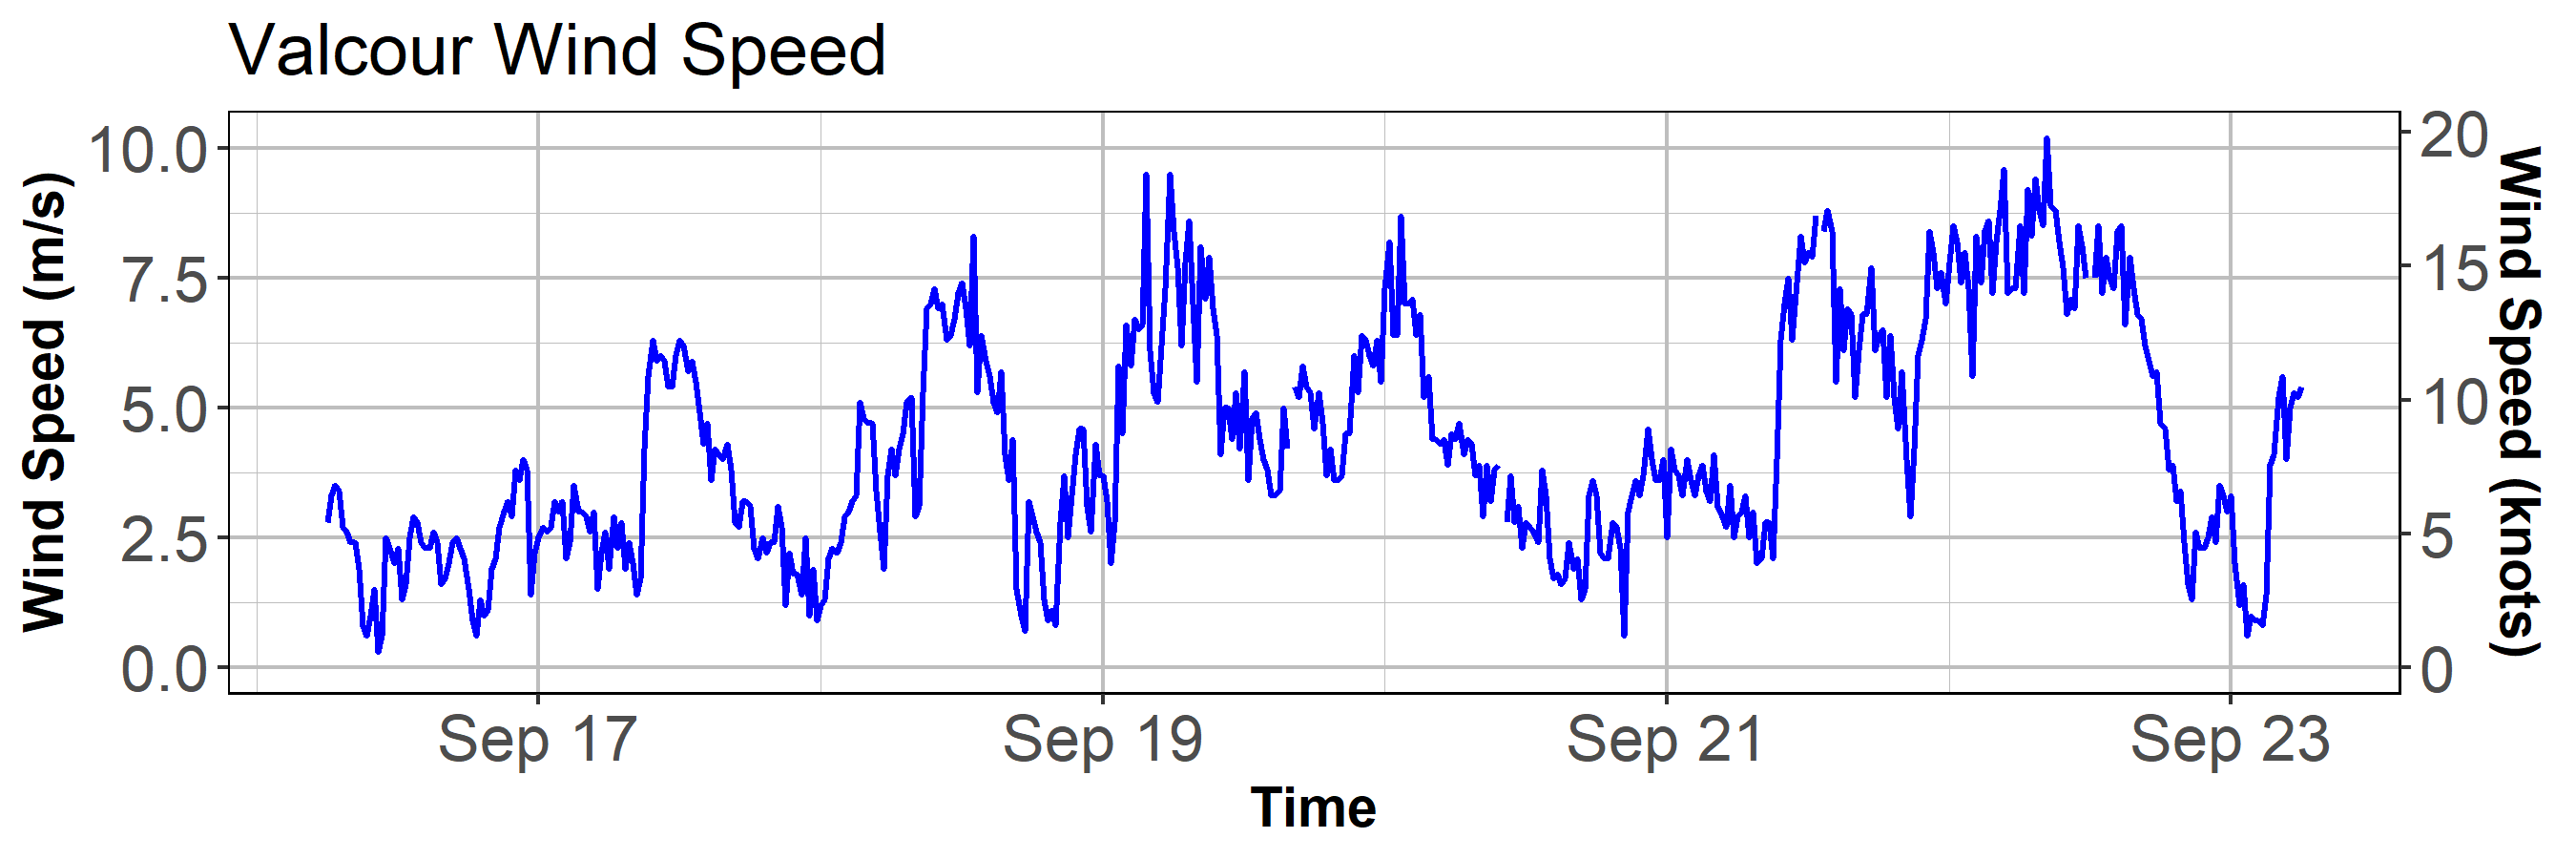 Valcour Wind Speed
Wind Speed (m/s)
10.0
7.5
5.0
2.5
0.0
20
15
10
5
0
Wind Speed (knots)
Sep 17
Sep 19
Sep 21
Sep 23
Time